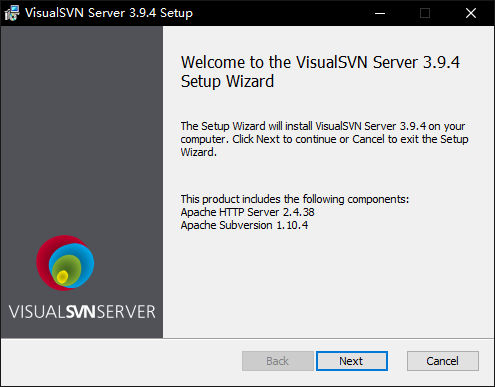 VisualSVN Server 3.9.4 Setup
Welcome to the VisualSVN Server 3.9.4
Setup Wizard
The Setup Wizard will install VisualSVN Server 3.9.4 on your
computer. Click Next to continue or Cancel to exit the Setup
Wizard.
This product includes the following components:
Apache HTTP Server 2.4.38
Apache Subversion 1.10.4
VISUALSVNSERVER
Back
Next
Cancel